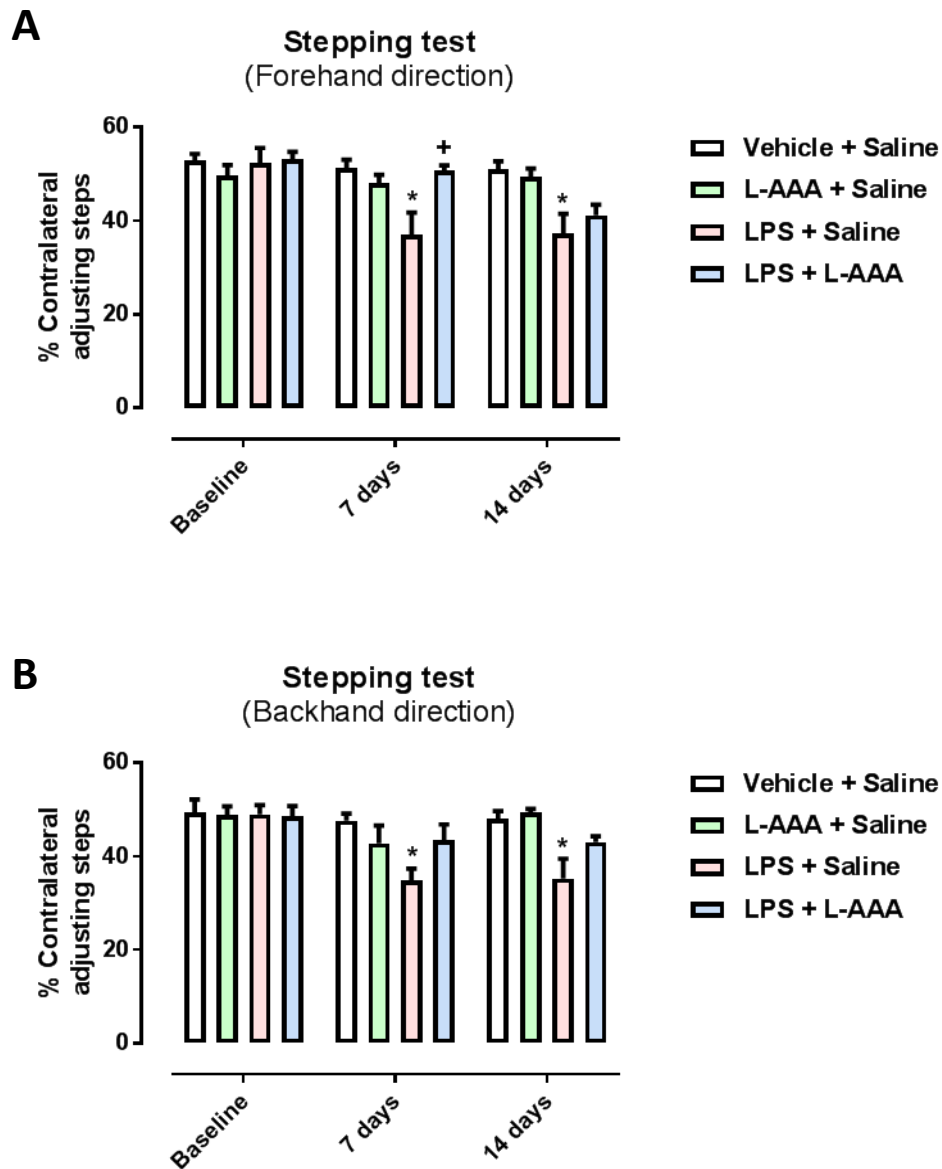 A
Stepping test
(Forehand direction)
% Contralateral
adjusting steps
60
40
20
0
+
*
*
Baseline
7 days
14 days
Vehicle + Saline
L-AAA + Saline
LPS + Saline
LPS + L-AAA
B
Stepping test
(Backhand direction)
% Contralateral
adjusting steps
60
40
20
0
*
*
Baseline
7 days
14 days
Vehicle + Saline
L-AAA + Saline
LPS + Saline
LPS + L-AAA